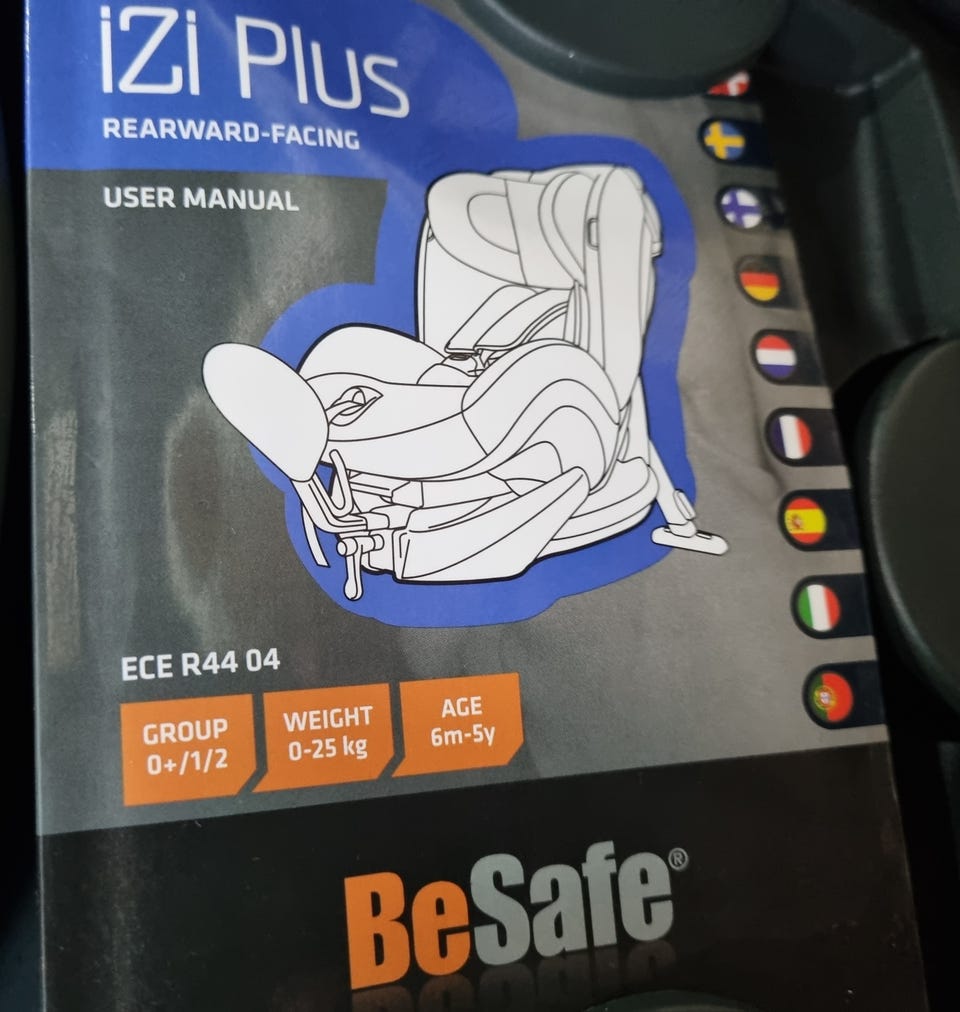 iZi Plus
REARWARD-FACING
USER MANUAL
ECE R44 04
GROUP
0+/1/2
WEIGHT
0-25 kg
AGE
6m-5y
BeSafe®